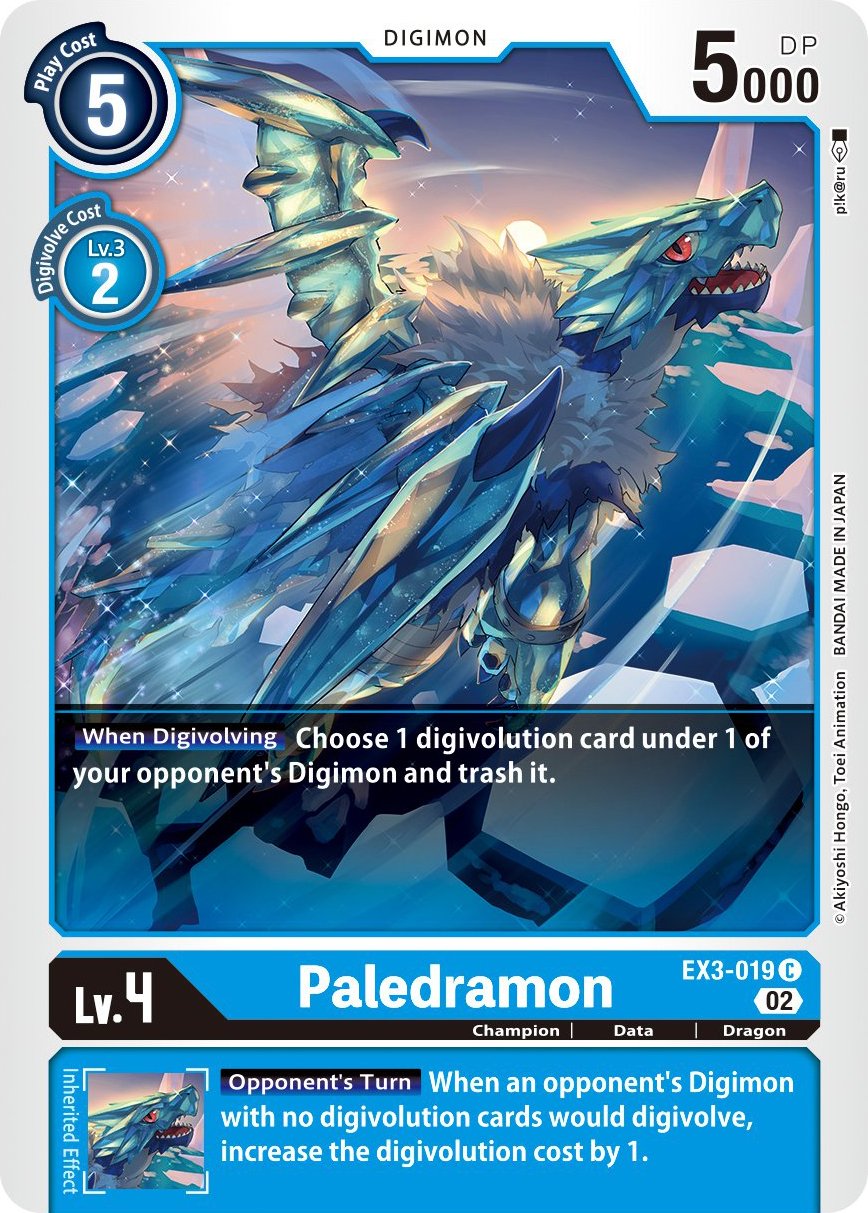 Play Cost
5
DIGIMON
DP
5000
Digivolve Cost
Lv.3
2
p!k@ru
© Akiyoshi Hongo, Toei Animation BANDAI MADE IN JAPAN
When Digivolving Choose 1 digivolution card under 1 of
your opponent's Digimon and trash it.
Lv.4
Paledramon
EX3-019 C
02
Champion | Data | Dragon
Inherited Effect
Opponent's Turn When an opponent's Digimon
with no digivolution cards would digivolve,
increase the digivolution cost by 1.